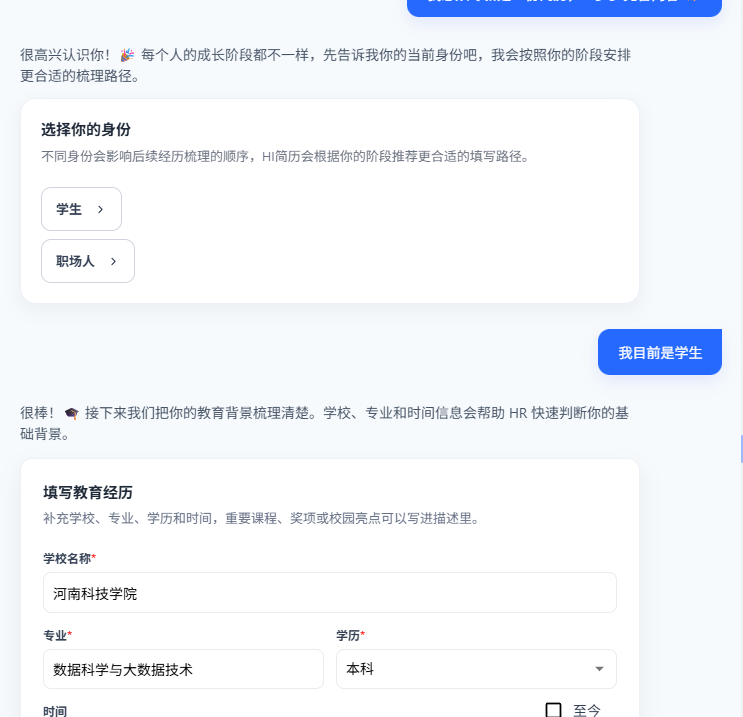 很高兴认识你！🎉 每个人的成长阶段都不一样，先告诉我你的当前身份吧，我会按照你的阶段安排
更合适的梳理路径。
选择你的身份
不同身份会影响后续经历梳理的顺序，HI简历会根据你的阶段推荐更合适的填写路径。
学生
职场人
我目前是学生
很棒！🎓 接下来我们把你的教育背景梳理清楚。学校、专业和时间信息会帮助 HR 快速判断你的基
础背景。
填写教育经历
补充学校、专业、学历和时间，重要课程、奖项或校园亮点可以写进描述里。
学校名称*
河南科技学院
专业* 学历*
数据科学与大数据技术 本科
时间 至今